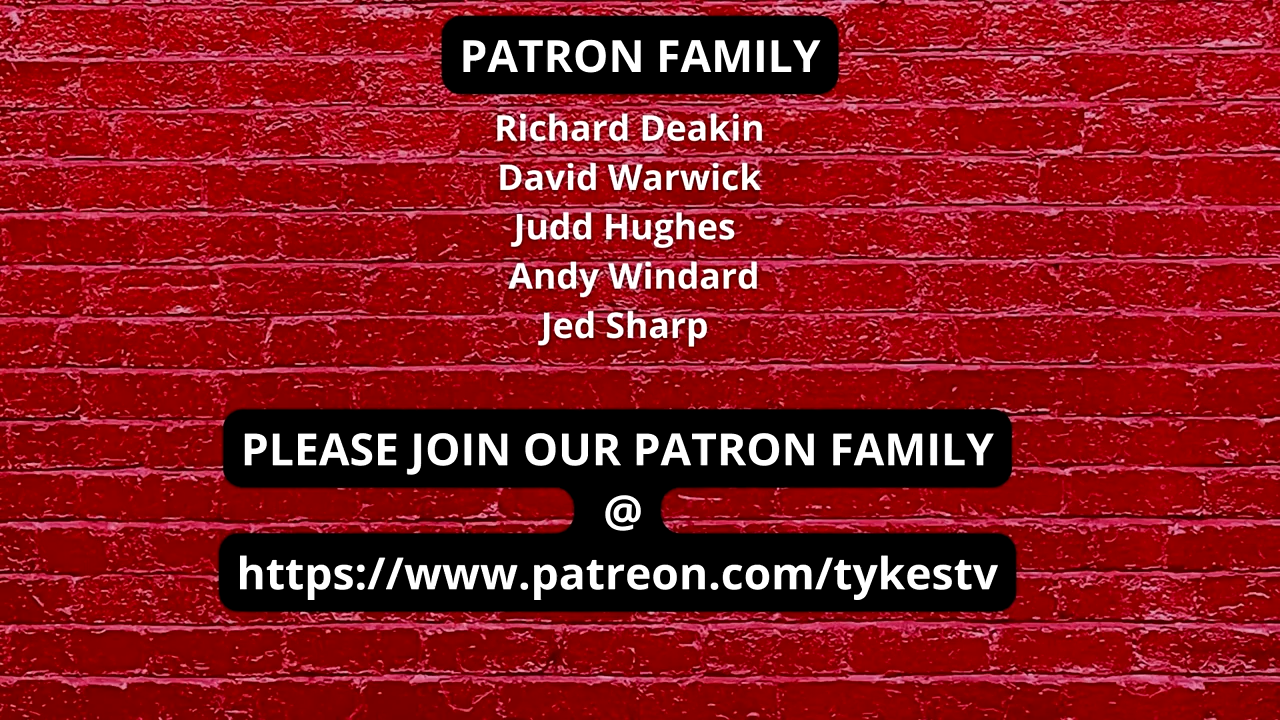 PATRON FAMILY
Richard Deakin
David Warwick
Judd Hughes
Andy Windard
Jed Sharp
PLEASE JOIN OUR PATRON FAMILY
@
https://www.patreon.com/tykestv